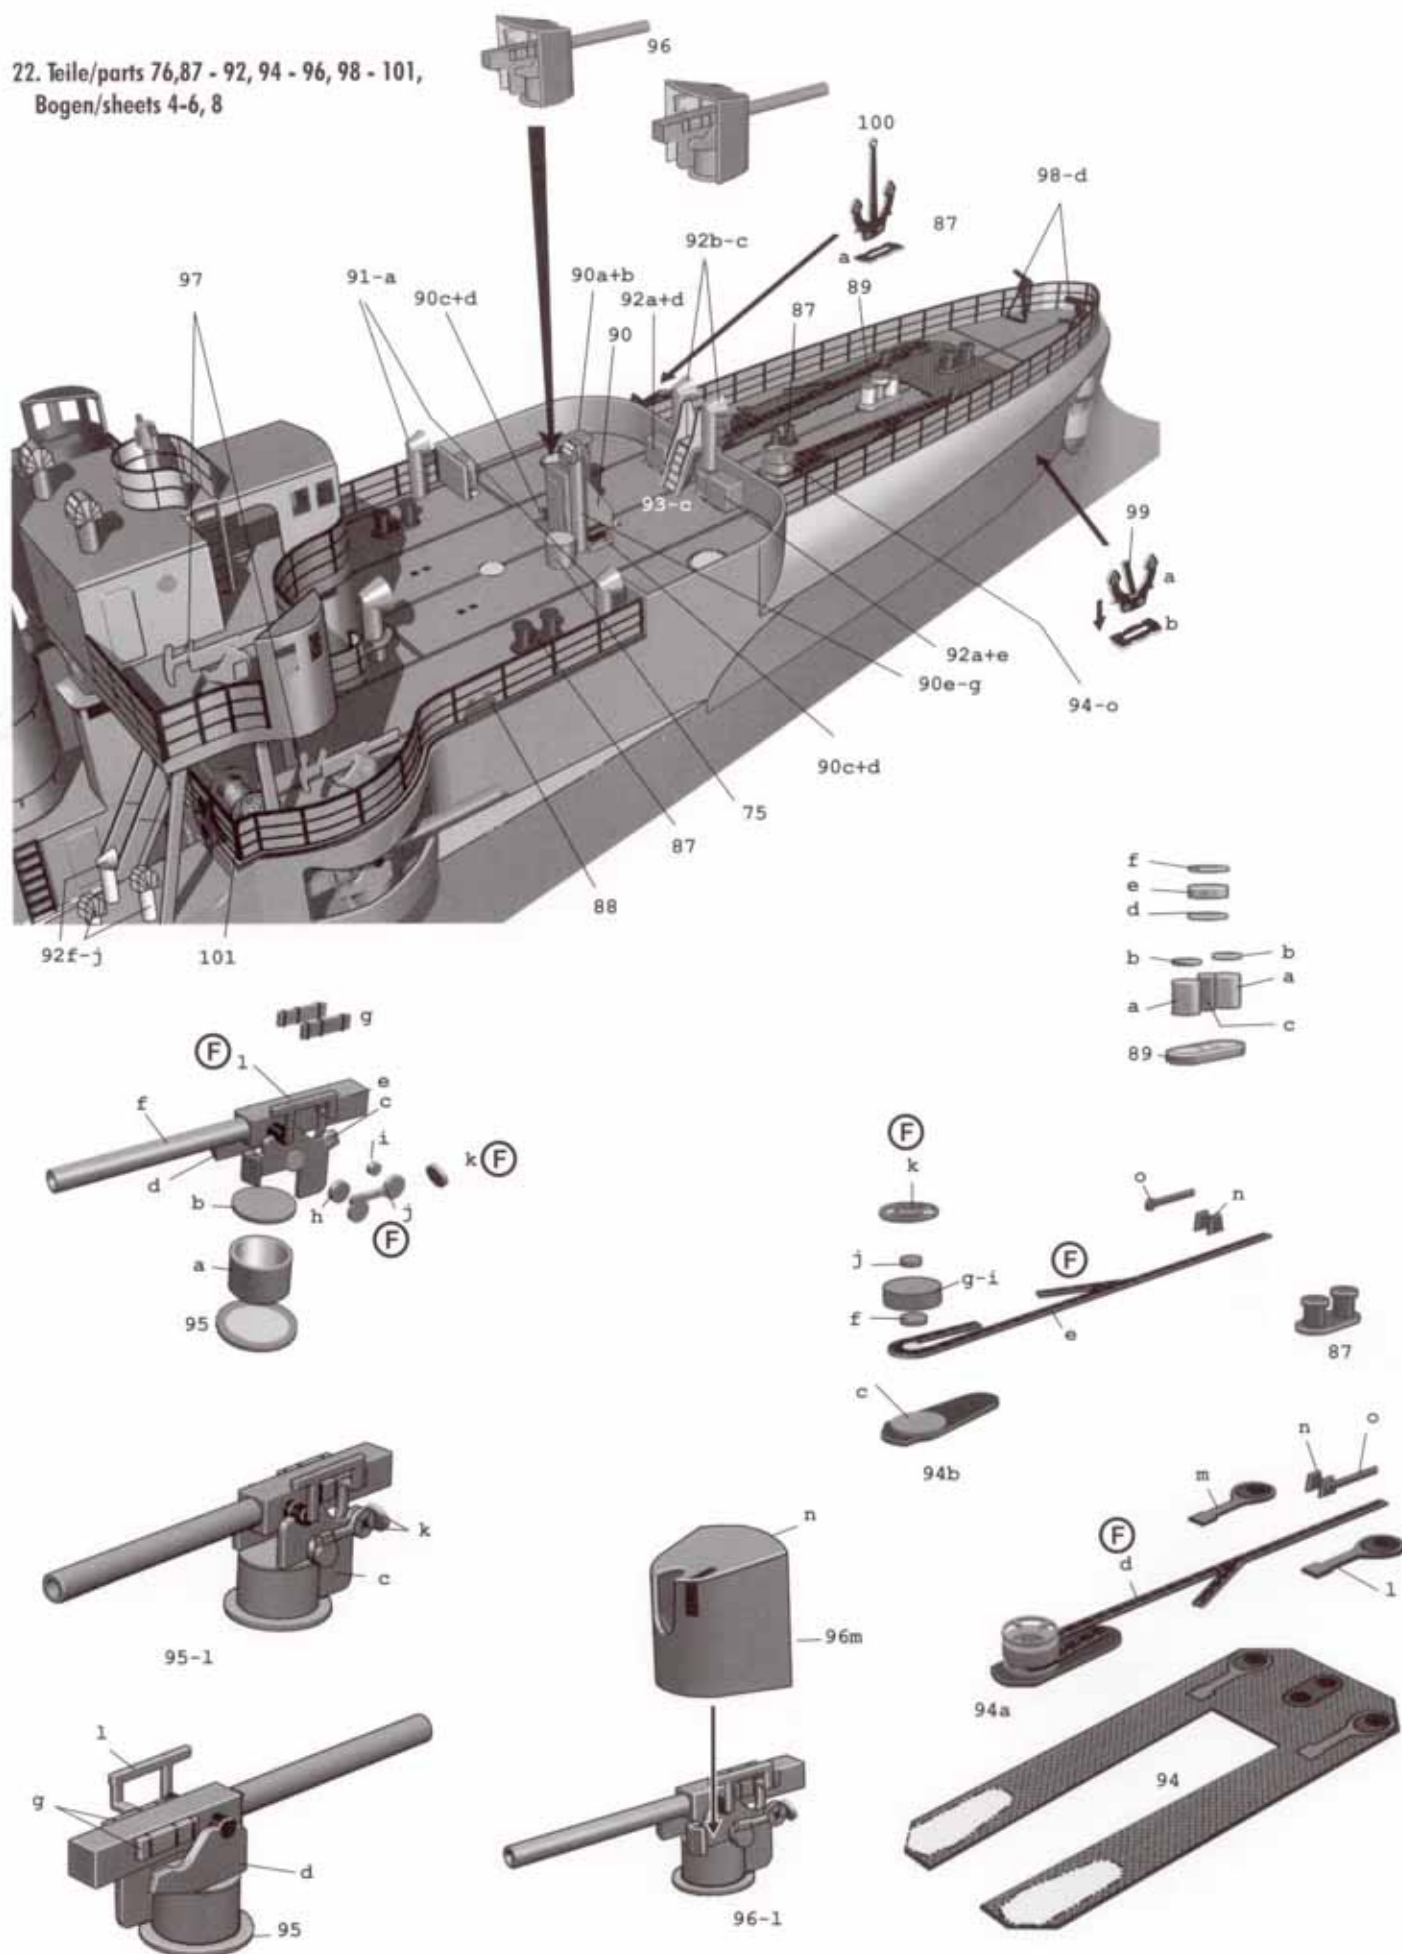 22. Teile/parts 76,87 - 92, 94 - 96, 98 - 101,
Bogen/sheets 4-6, 8
96
100
98-d
87
a
92b-c
97
91-a
90c+d
90a+b
92a+d
89
87
90
93-c
99
a
b
92a+e
90e-g
94-o
90c+d
75
87
88
92f-j
101
f
e
d
b
b
a
a
c
89
g
F
l
e
f
c
i
k
F
d
b
h
j
F
a
95
F
k
o
n
j
F
g-i
f
e
87
c
94b
n
o
m
F
d
l
94a
94
k
c
95-l
n
96m
l
g
d
95
96-l